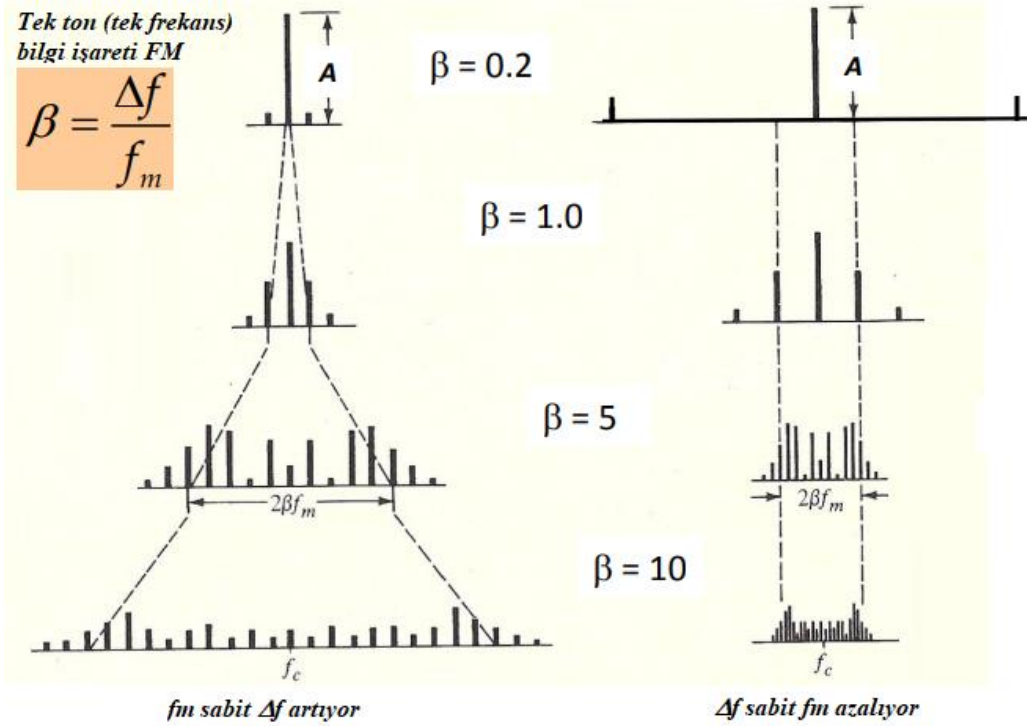 Tek ton (tek frekans)
bilgi işareti FM
β = Δf / f_m
A
β = 0.2
A
β = 1.0
β = 5
2βf_m
2βf_m
β = 10
f_c
f_c
fm sabit Δf artıyor
Δf sabit fm azalıyor